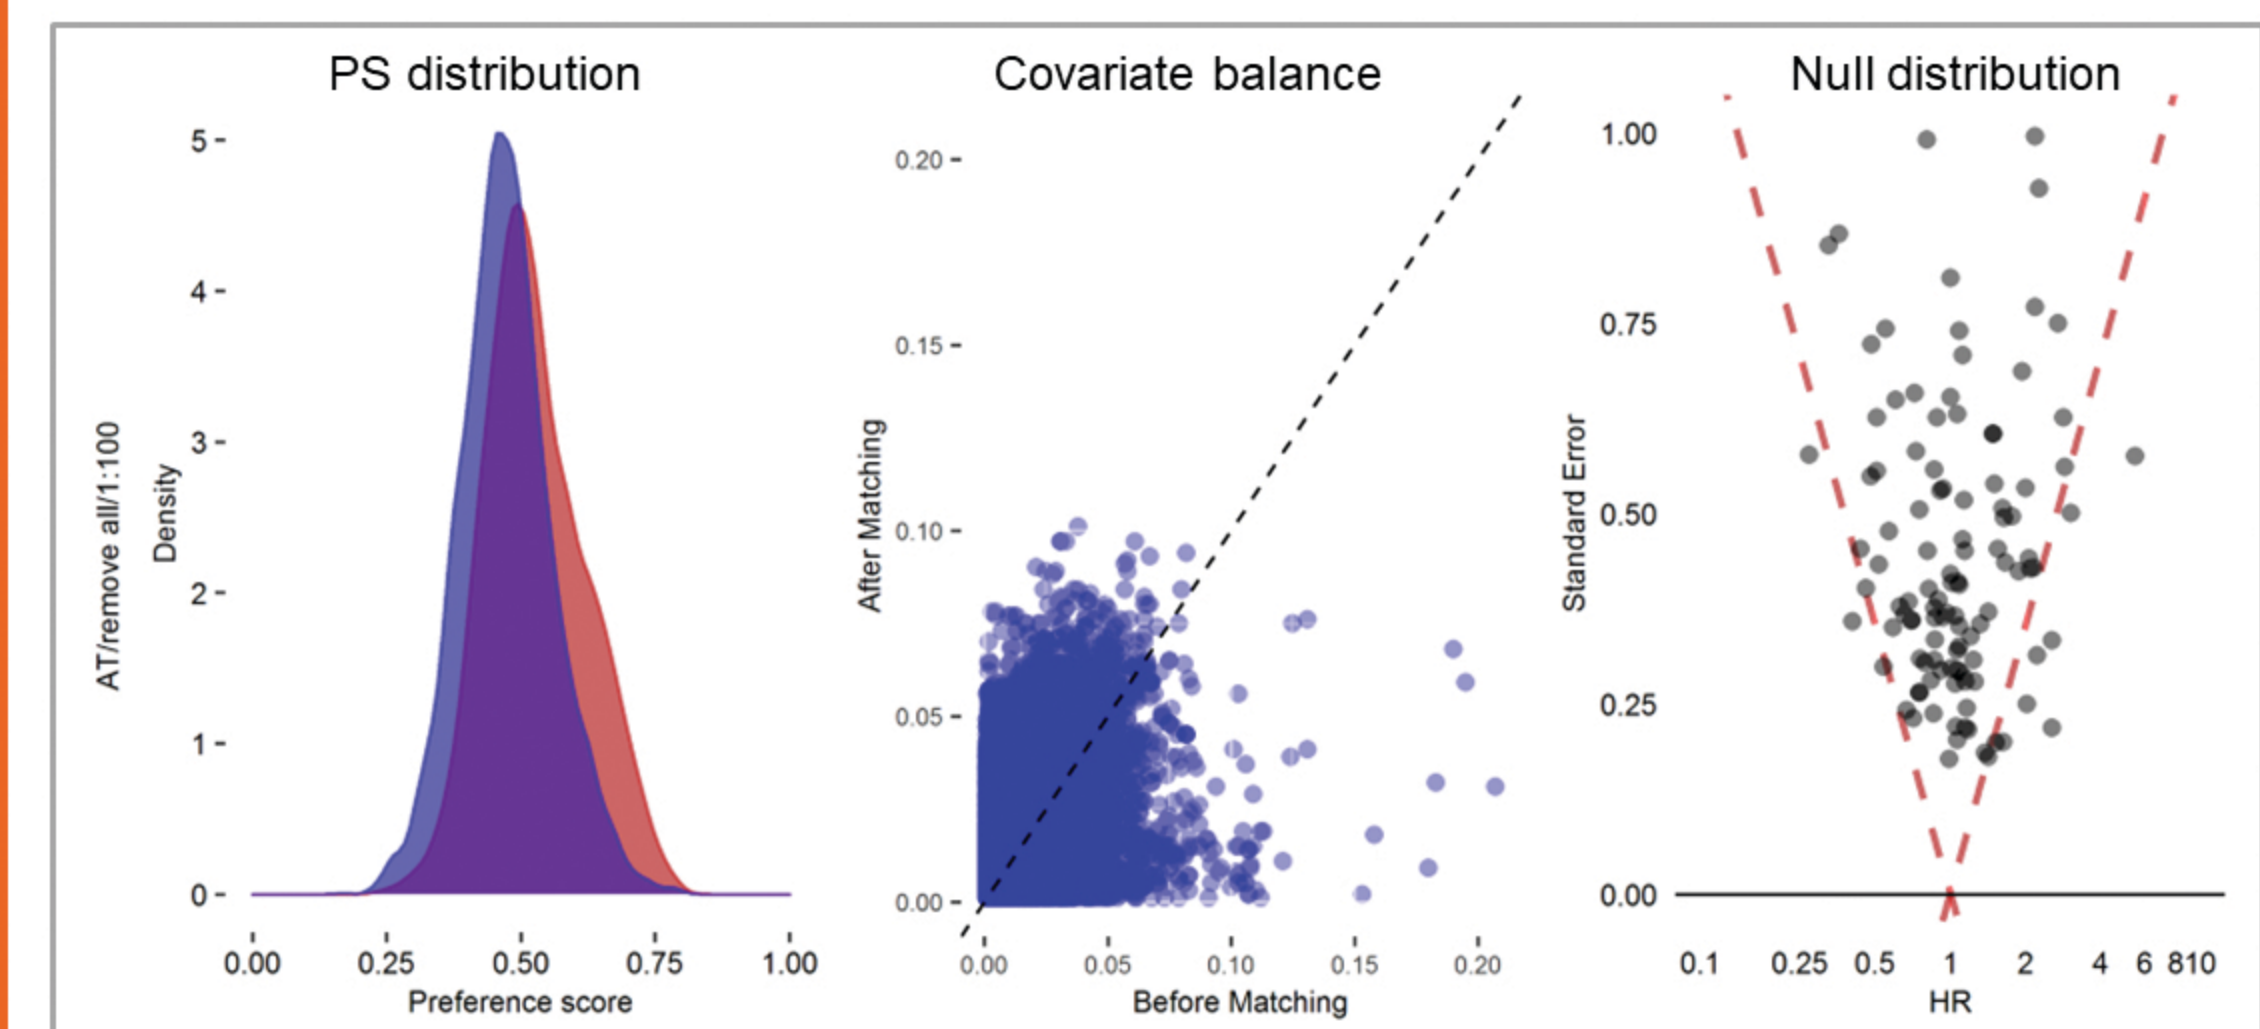 PS distribution
Covariate balance
Null distribution
AT/remove all/1:100
Density
5
4
3
2
1
0
0.00 0.25 0.50 0.75 1.00
Preference score
After Matching
0.20
0.15
0.10
0.05
0.00
0.00 0.05 0.10 0.15 0.20
Before Matching
Standard Error
1.00
0.75
0.50
0.25
0.00
0.1 0.25 0.5 1 2 4 6 810
HR